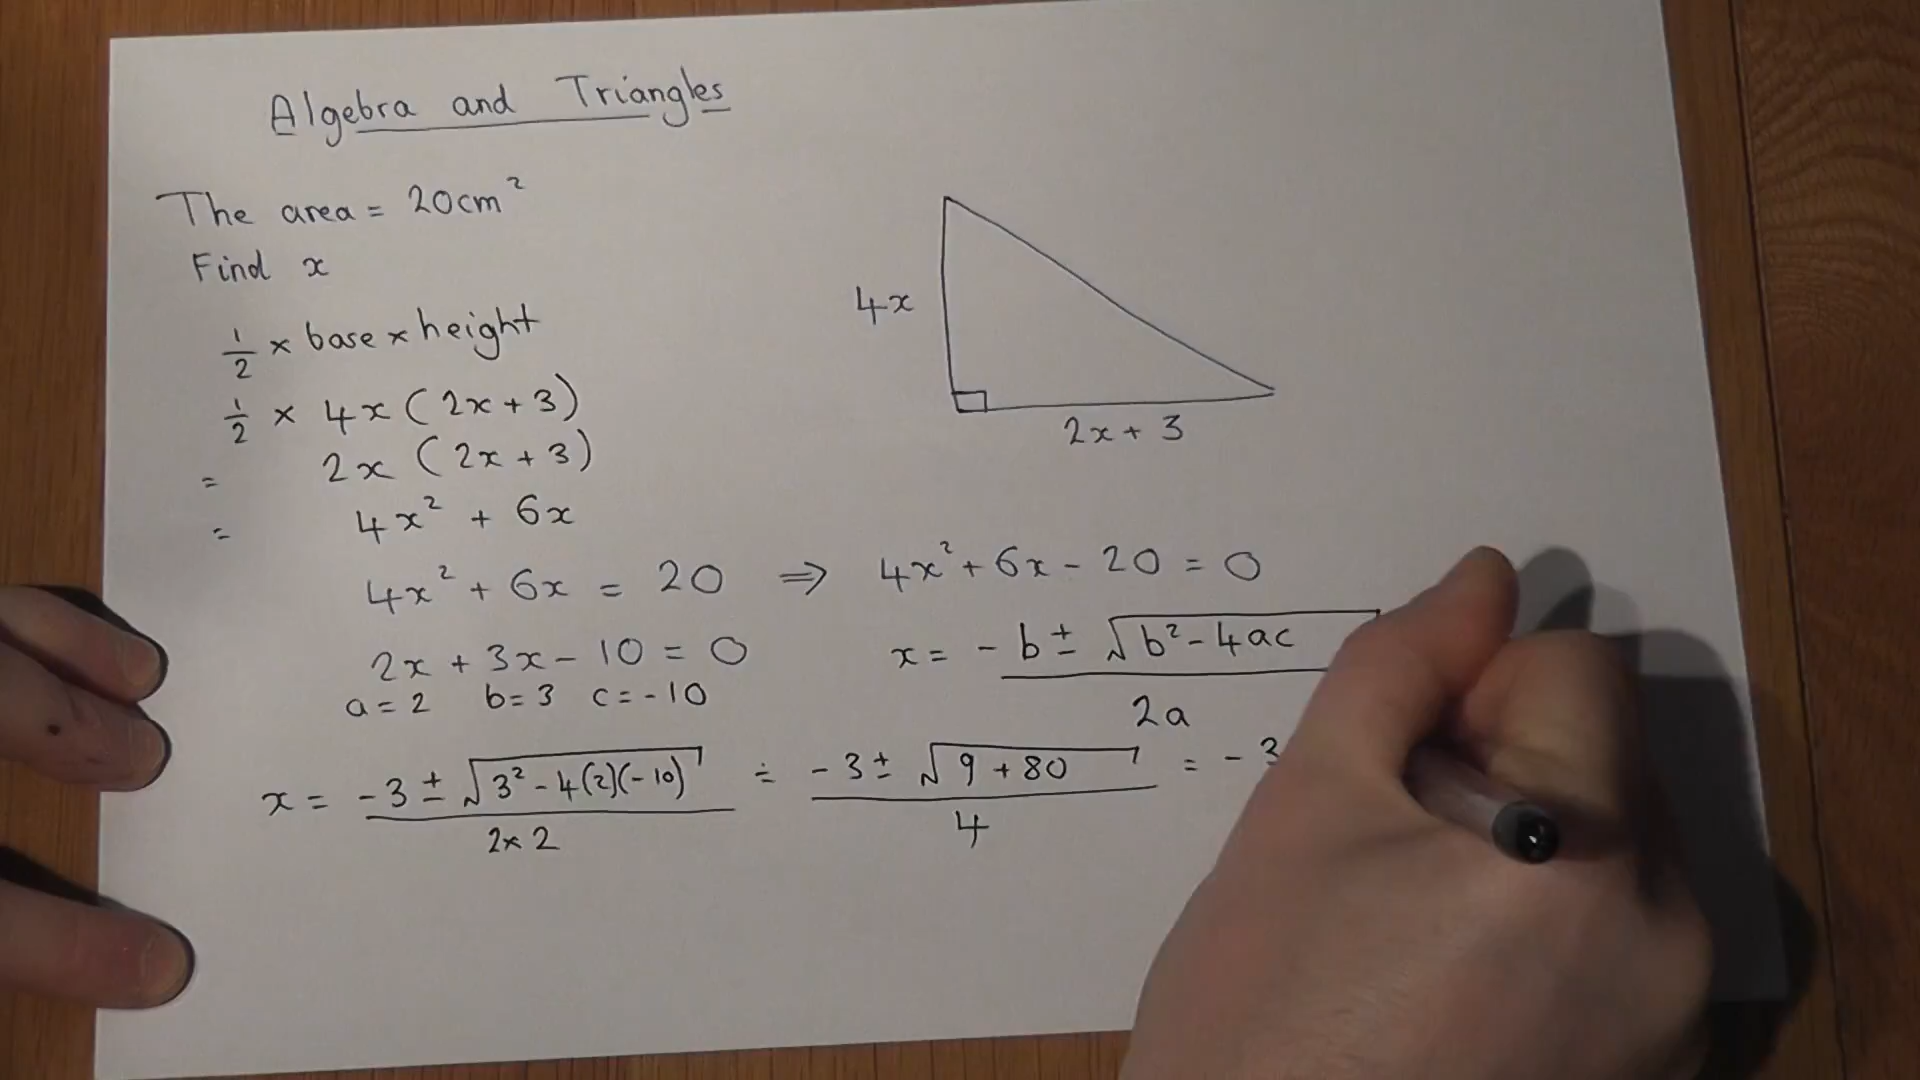 Algebra and Triangles
The area = 20cm²
Find x
1/2 × base × height
1/2 × 4x (2x + 3)
= 2x (2x + 3)
= 4x² + 6x
4x
2x + 3
4x² + 6x = 20 ⇒ 4x² + 6x - 20 = 0
2x + 3x - 10 = 0
a = 2 b = 3 c = -10
x = -b ± √(b² - 4ac) / 2a
x = -3 ± √(3² - 4(2)(-10)) / 2×2 = -3 ± √(9 + 80) / 4 = -3